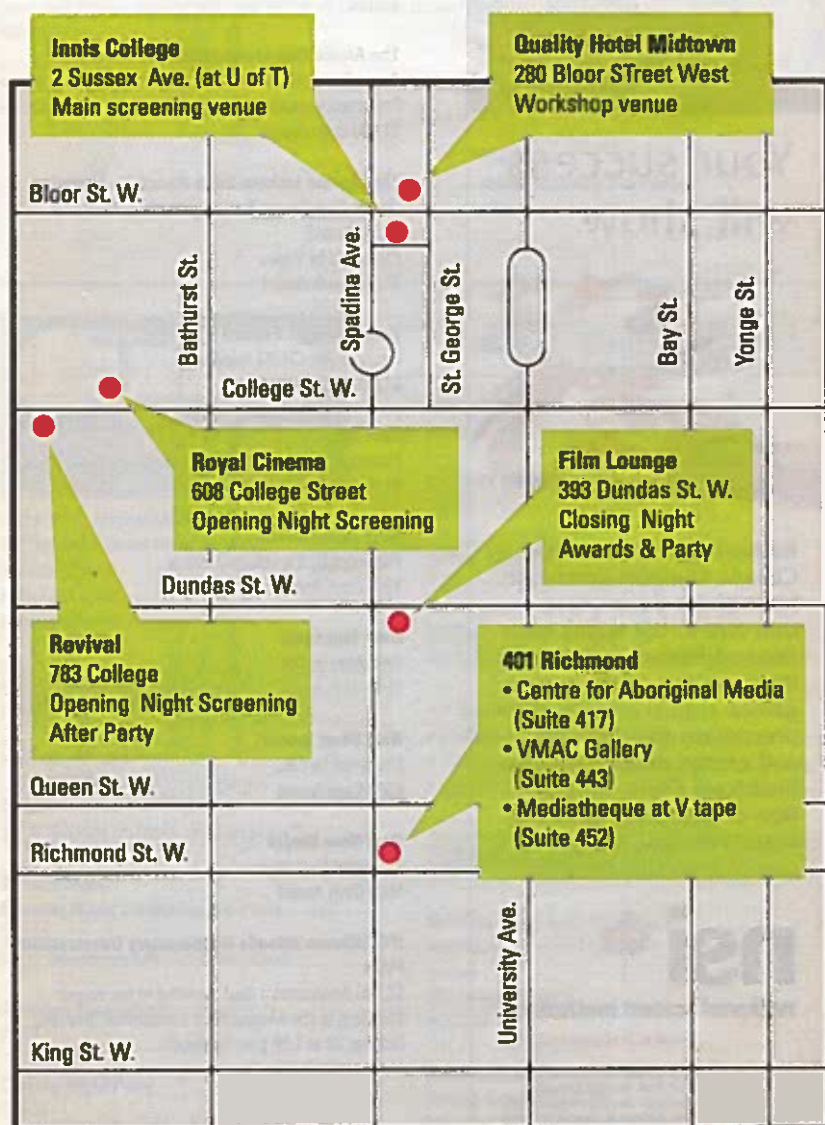 Innis College
2 Sussex Ave. (at U of T)
Main screening venue
Quality Hotel Midtown
280 Bloor STreet West
Workshop venue
Bloor St. W.
Bathurst St.
Spadina Ave.
St. George St.
Bay St.
Yonge St.
College St. W.
Royal Cinema
608 College Street
Opening Night Screening
Film Lounge
393 Dundas St. W.
Closing Night
Awards & Party
Dundas St. W.
Revival
783 College
Opening Night Screening
After Party
401 Richmond
• Centre for Aboriginal Media
(Suite 417)
• VMAC Gallery
(Suite 443)
• Mediatheque at V tape
(Suite 452)
Queen St. W.
Richmond St. W.
University Ave.
King St. W.